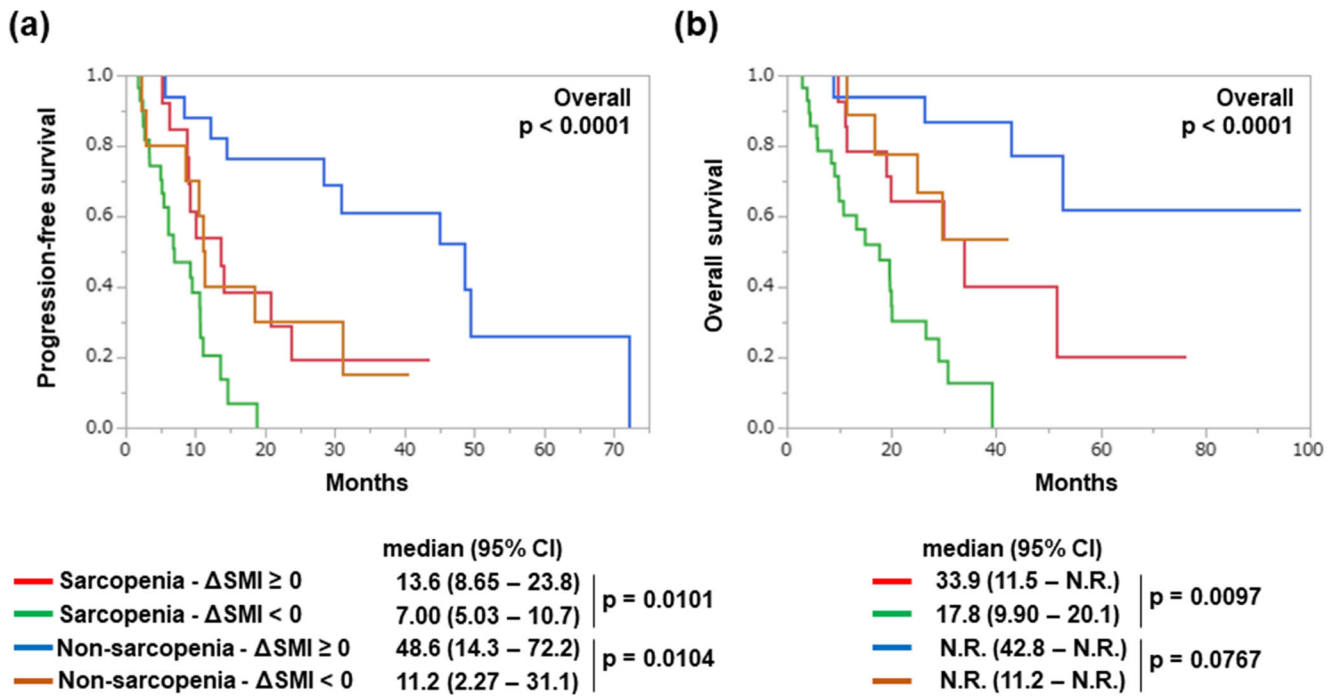 (a)
Progression-free survival
1.0
0.8
0.6
0.4
0.2
0.0
Overall
p < 0.0001
0 10 20 30 40 50 60 70
Months
(b)
Overall survival
1.0
0.8
0.6
0.4
0.2
0.0
Overall
p < 0.0001
0 20 40 60 80 100
Months
median (95% CI)
Sarcopenia - ΔSMI ≥ 0 13.6 (8.65 – 23.8)
Sarcopenia - ΔSMI < 0 7.00 (5.03 – 10.7)
p = 0.0101
Non-sarcopenia - ΔSMI ≥ 0 48.6 (14.3 – 72.2)
Non-sarcopenia - ΔSMI < 0 11.2 (2.27 – 31.1)
p = 0.0104
median (95% CI)
33.9 (11.5 – N.R.)
17.8 (9.90 – 20.1)
p = 0.0097
N.R. (42.8 – N.R.)
N.R. (11.2 – N.R.)
p = 0.0767